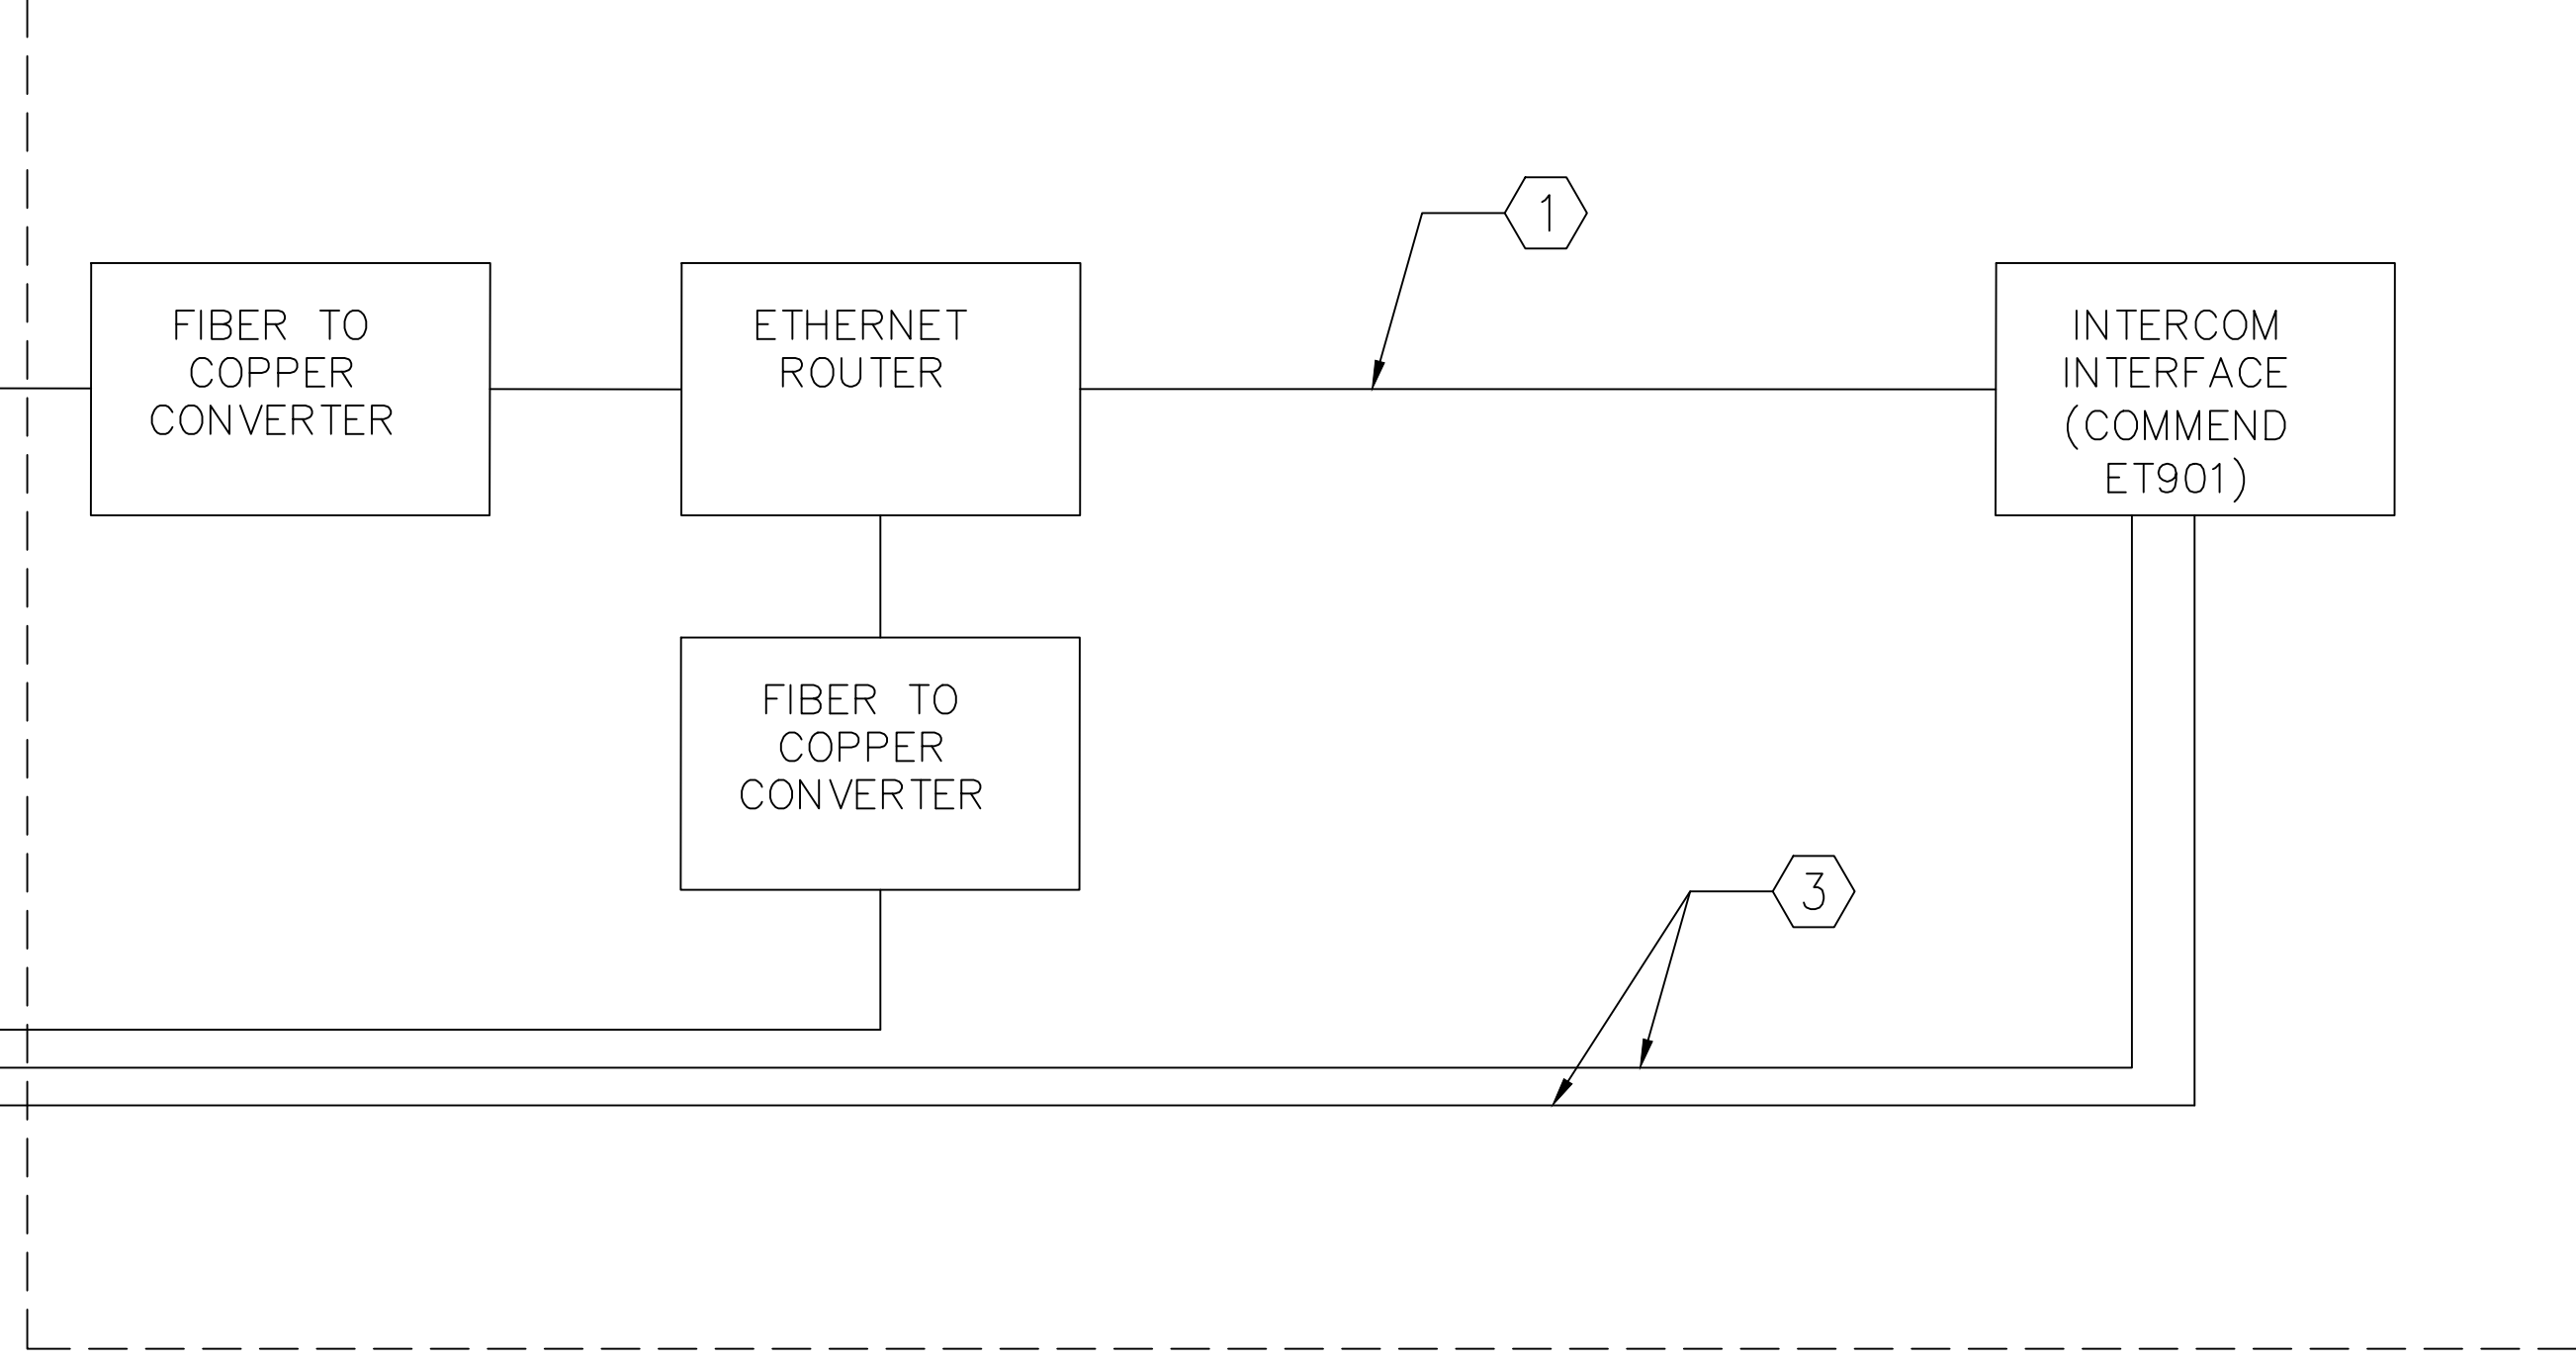 1
FIBER TO
COPPER
CONVERTER
ETHERNET
ROUTER
INTERCOM
INTERFACE
(COMMEND
ET901)
FIBER TO
COPPER
CONVERTER
3